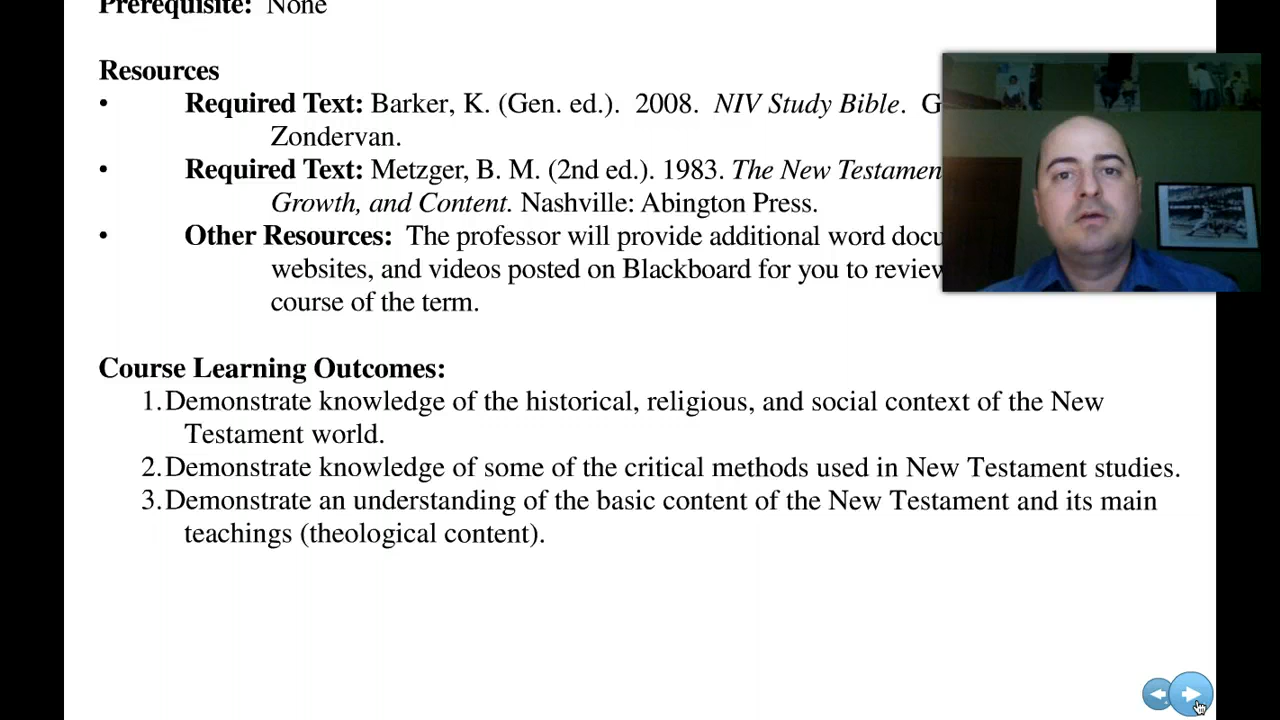 Prerequisite: None
Resources
• Required Text: Barker, K. (Gen. ed.). 2008. NIV Study Bible. G
Zondervan.
• Required Text: Metzger, B. M. (2nd ed.). 1983. The New Testamen
Growth, and Content. Nashville: Abington Press.
• Other Resources: The professor will provide additional word docu
websites, and videos posted on Blackboard for you to review
course of the term.
Course Learning Outcomes:
1.Demonstrate knowledge of the historical, religious, and social context of the New
Testament world.
2.Demonstrate knowledge of some of the critical methods used in New Testament studies.
3.Demonstrate an understanding of the basic content of the New Testament and its main
teachings (theological content).